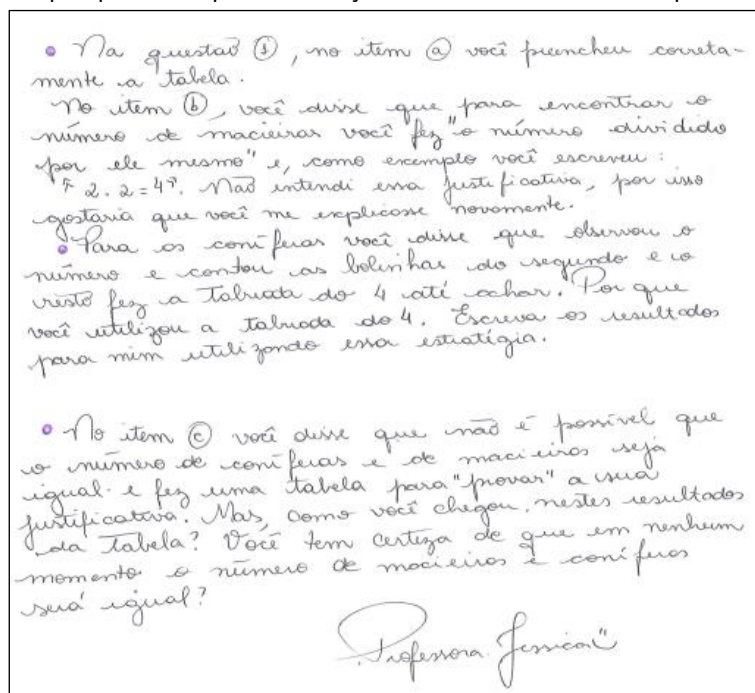 • Na questão ①, no item ⓐ você preencheu correta-
mente a tabela.
No item ⓑ, você disse que para encontrar o
número de macieiras você fez "o número dividido
por ele mesmo" e, como exemplo você escreveu:
"2.2=4". Não entendi essa justificativa, por isso
gostaria que você me explicasse novamente.
• Para as coníferas você disse que observou o
número e contou as bolinhas do segundo e o
resto fez a tabuada do 4 até achar. Por que
você utilizou a tabuada do 4. Escreva os resultados
para mim utilizando essa estratégia.
• No item ⓒ você disse que não é possível que
o número de coníferas e de macieiras seja
igual e fez uma tabela para "provar" a sua
justificativa. Mas, como você chegou nestes resultados
da tabela? Você tem certeza de que em nenhum
momento o número de macieiras e coníferas
será igual?
Professora Jessica